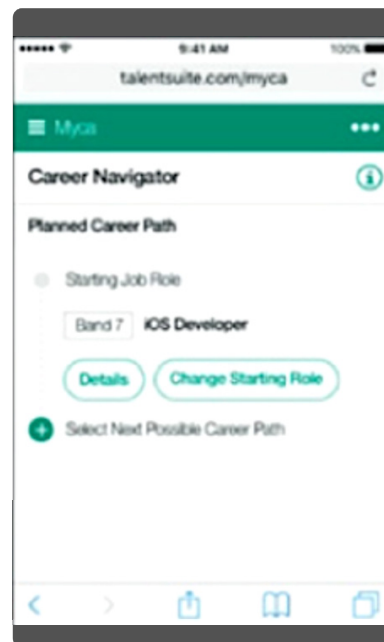 9:41 AM 100%
talentsuite.com/myca
Myca
Career Navigator
Planned Career Path
Starting Job Role
Band 7 iOS Developer
Details Change Starting Role
Select Next Possible Career Path